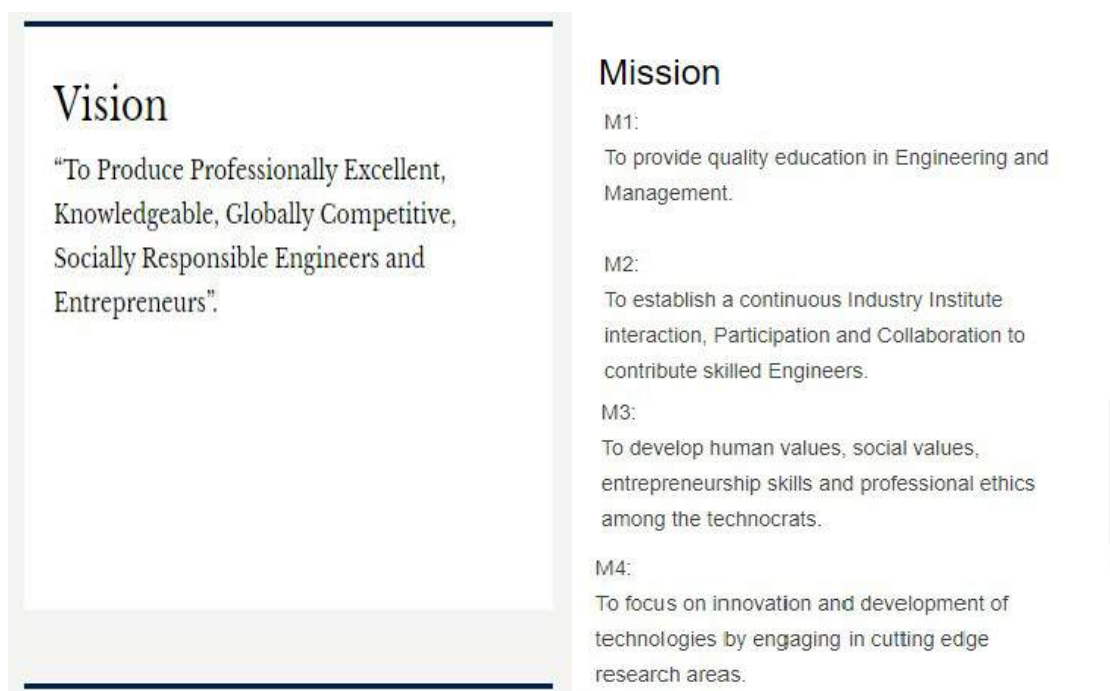 Vision
“To Produce Professionally Excellent,
Knowledgeable, Globally Competitive,
Socially Responsible Engineers and
Entrepreneurs”.
Mission
M1:
To provide quality education in Engineering and
Management.
M2:
To establish a continuous Industry Institute
interaction, Participation and Collaboration to
contribute skilled Engineers.
M3:
To develop human values, social values,
entrepreneurship skills and professional ethics
among the technocrats.
M4:
To focus on innovation and development of
technologies by engaging in cutting edge
research areas.